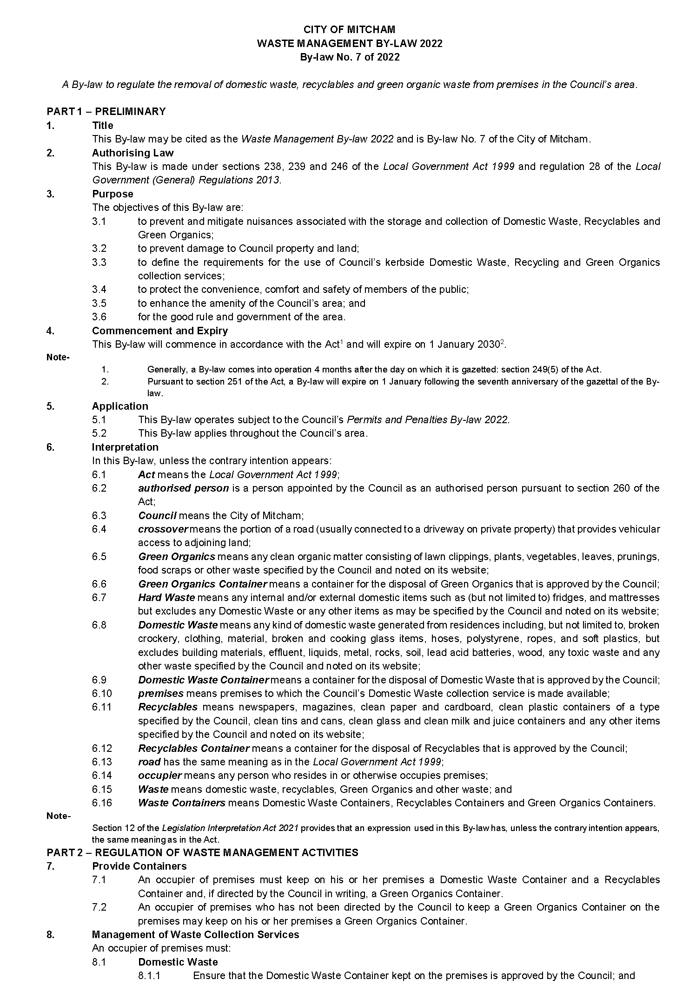 CITY OF MITCHAM
WASTE MANAGEMENT BY-LAW 2022
By-law No. 7 of 2022
A By-law to regulate the removal of domestic waste, recyclables and green organic waste from premises in the Council's area.
PART 1 – PRELIMINARY
1. Title
This By-law may be cited as the Waste Management By-law 2022 and is By-law No. 7 of the City of Mitcham.
2. Authorising Law
This By-law is made under sections 238, 239 and 246 of the Local Government Act 1999 and regulation 28 of the Local
Government (General) Regulations 2013.
3. Purpose
The objectives of this By-law are:
3.1 to prevent and mitigate nuisances associated with the storage and collection of Domestic Waste, Recyclables and
Green Organics;
3.2 to prevent damage to Council property and land;
3.3 to define the requirements for the use of Council's kerbside Domestic Waste, Recycling and Green Organics
collection services;
3.4 to protect the convenience, comfort and safety of members of the public;
3.5 to enhance the amenity of the Council's area; and
3.6 for the good rule and government of the area.
4. Commencement and Expiry
This By-law will commence in accordance with the Act1 and will expire on 1 January 20302.
Note-
1. Generally, a By-law comes into operation 4 months after the day on which it is gazetted: section 249(5) of the Act.
2. Pursuant to section 251 of the Act, a By-law will expire on 1 January following the seventh anniversary of the gazettal of the By-
law.
5. Application
5.1 This By-law operates subject to the Council's Permits and Penalties By-law 2022.
5.2 This By-law applies throughout the Council's area.
6. Interpretation
In this By-law, unless the contrary intention appears:
6.1 Act means the Local Government Act 1999;
6.2 authorised person is a person appointed by the Council as an authorised person pursuant to section 260 of the
Act;
6.3 Council means the City of Mitcham;
6.4 crossover means the portion of a road (usually connected to a driveway on private property) that provides vehicular
access to adjoining land;
6.5 Green Organics means any clean organic matter consisting of lawn clippings, plants, vegetables, leaves, prunings,
food scraps or other waste specified by the Council and noted on its website;
6.6 Green Organics Container means a container for the disposal of Green Organics that is approved by the Council;
6.7 Hard Waste means any internal and/or external domestic items such as (but not limited to) fridges, and mattresses
but excludes any Domestic Waste or any other items as may be specified by the Council and noted on its website;
6.8 Domestic Waste means any kind of domestic waste generated from residences including, but not limited to, broken
crockery, clothing, material, broken and cooking glass items, hoses, polystyrene, ropes, and soft plastics, but
excludes building materials, effluent, liquids, metal, rocks, soil, lead acid batteries, wood, any toxic waste and any
other waste specified by the Council and noted on its website;
6.9 Domestic Waste Container means a container for the disposal of Domestic Waste that is approved by the Council;
6.10 premises means premises to which the Council's Domestic Waste collection service is made available;
6.11 Recyclables means newspapers, magazines, clean paper and cardboard, clean plastic containers of a type
specified by the Council, clean tins and cans, clean glass and clean milk and juice containers and any other items
specified by the Council and noted on its website;
6.12 Recyclables Container means a container for the disposal of Recyclables that is approved by the Council;
6.13 road has the same meaning as in the Local Government Act 1999;
6.14 occupier means any person who resides in or otherwise occupies premises;
6.15 Waste means domestic waste, recyclables, Green Organics and other waste; and
6.16 Waste Containers means Domestic Waste Containers, Recyclables Containers and Green Organics Containers.
Note-
Section 12 of the Legislation Interpretation Act 2021 provides that an expression used in this By-law has, unless the contrary intention appears,
the same meaning as in the Act.
PART 2 – REGULATION OF WASTE MANAGEMENT ACTIVITIES
7. Provide Containers
7.1 An occupier of premises must keep on his or her premises a Domestic Waste Container and a Recyclables
Container and, if directed by the Council in writing, a Green Organics Container.
7.2 An occupier of premises who has not been directed by the Council to keep a Green Organics Container on the
premises may keep on his or her premises a Green Organics Container.
8. Management of Waste Collection Services
An occupier of premises must:
8.1 Domestic Waste
8.1.1 Ensure that the Domestic Waste Container kept on the premises is approved by the Council; and